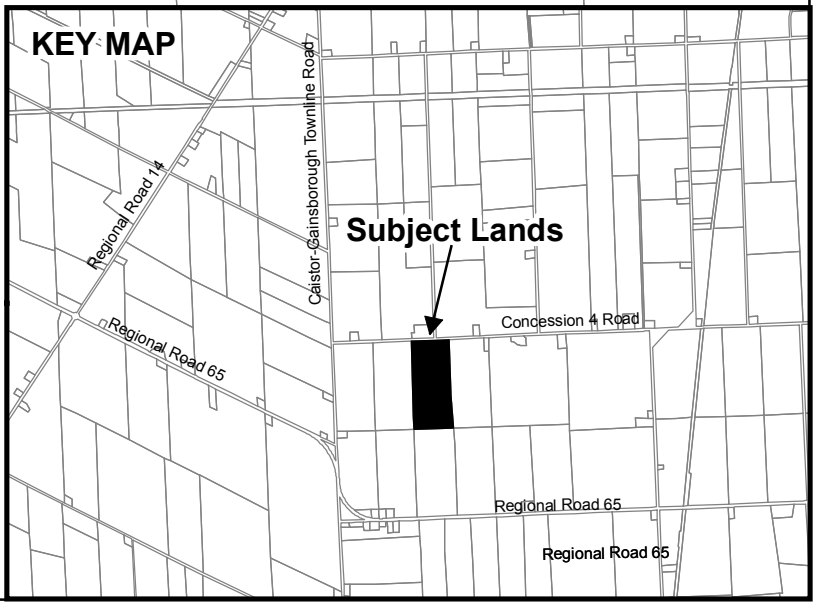 KEY MAP
Caistor-Gainsborough Townline Road
Regional Road 14
Subject Lands
Concession 4 Road
Regional Road 65
Regional Road 65
Regional Road 65